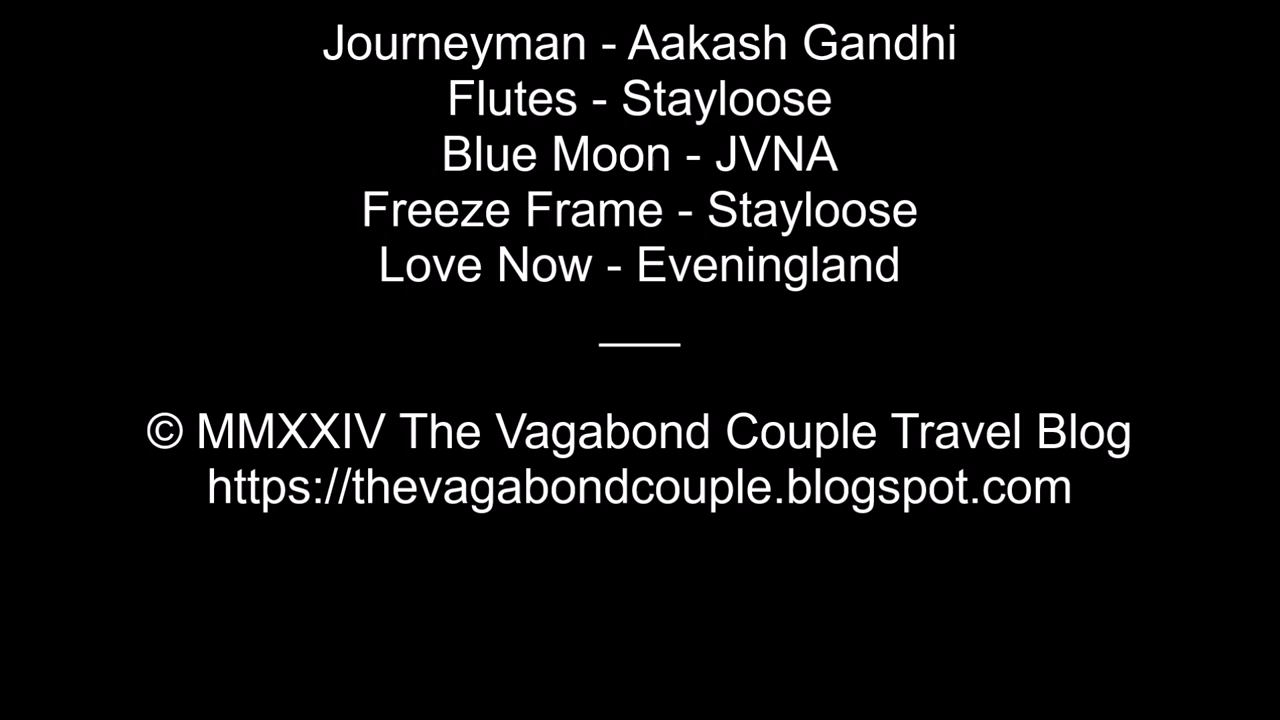 Journeyman - Aakash Gandhi
Flutes - Stayloose
Blue Moon - JVNA
Freeze Frame - Stayloose
Love Now - Eveningland
___
© MMXXIV The Vagabond Couple Travel Blog
https://thevagabondcouple.blogspot.com